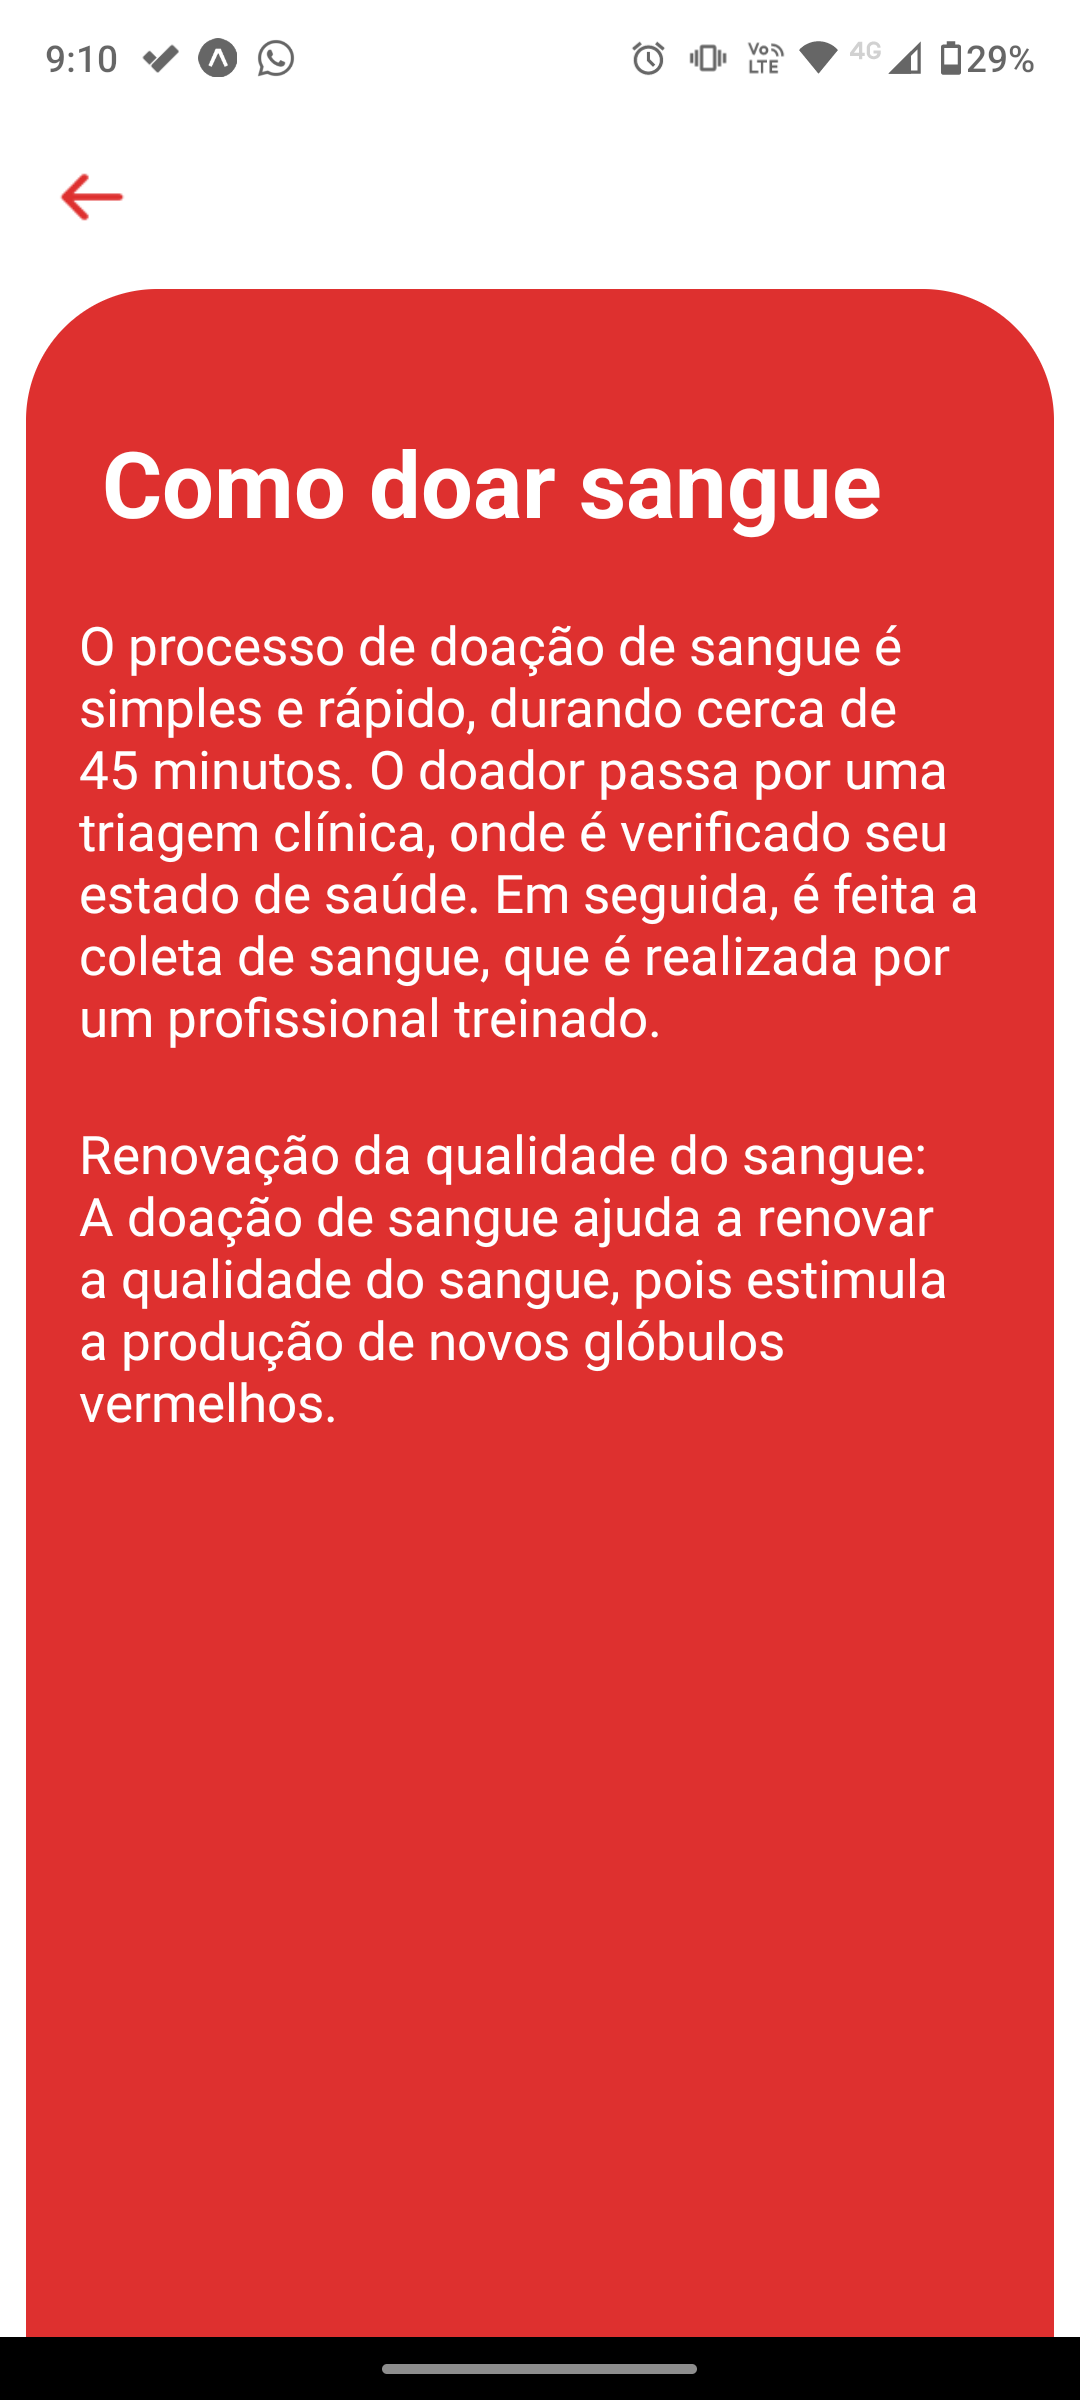 9:10
Vo LTE 4G 29%
Como doar sangue
O processo de doação de sangue é
simples e rápido, durando cerca de
45 minutos. O doador passa por uma
triagem clínica, onde é verificado seu
estado de saúde. Em seguida, é feita a
coleta de sangue, que é realizada por
um profissional treinado.
Renovação da qualidade do sangue:
A doação de sangue ajuda a renovar
a qualidade do sangue, pois estimula
a produção de novos glóbulos
vermelhos.